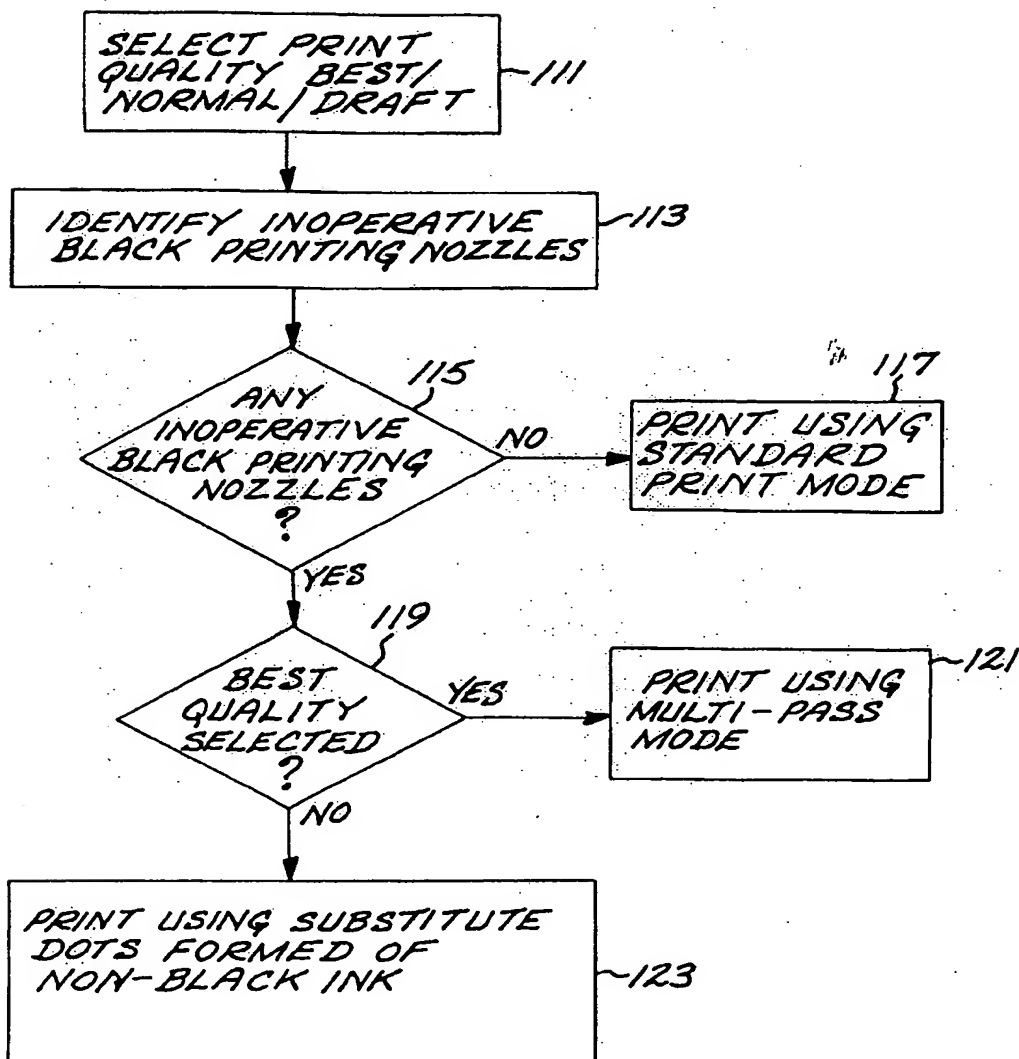 SELECT PRINT
QUALITY BEST/
NORMAL/DRAFT
111
IDENTIFY INOPERATIVE
BLACK PRINTING NOZZLES
113
115
ANY
INOPERATIVE
BLACK PRINTING
NOZZLES
?
NO
117
PRINT USING
STANDARD
PRINT MODE
YES
119
BEST
QUALITY
SELECTED
?
YES
121
PRINT USING
MULTI-PASS
MODE
NO
PRINT USING SUBSTITUTE
DOTS FORMED OF
NON-BLACK INK
123